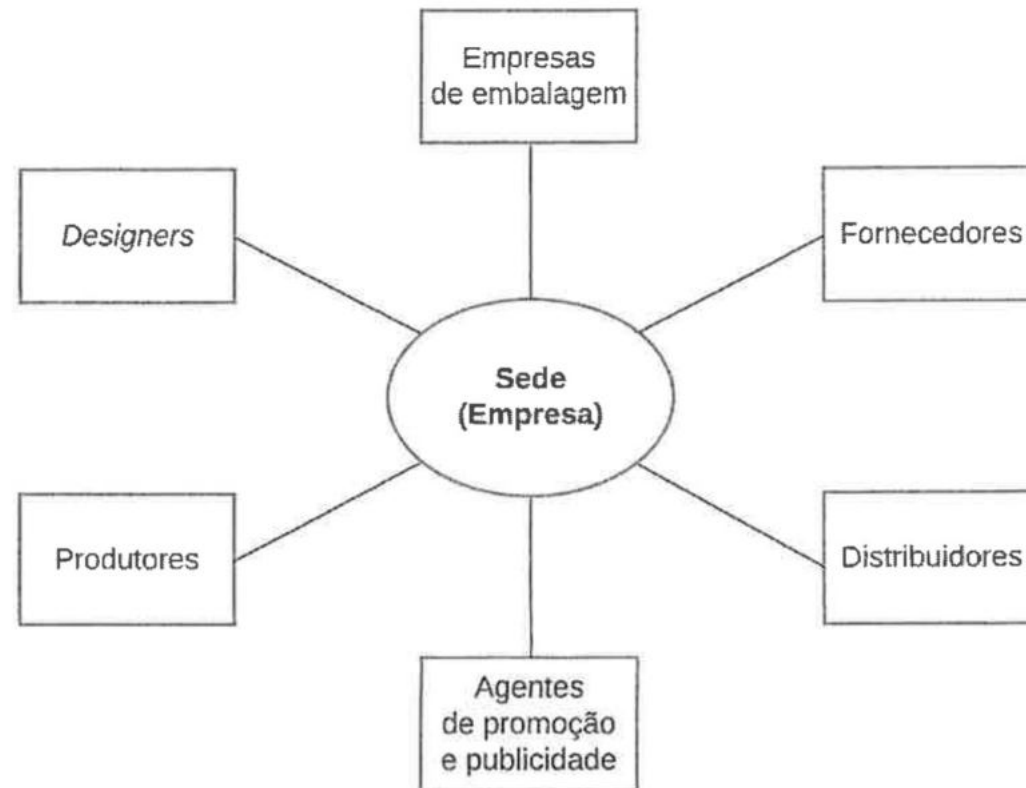 Empresas
de embalagem
Designers
Fornecedores
Sede
(Empresa)
Produtores
Distribuidores
Agentes
de promoção
e publicidade